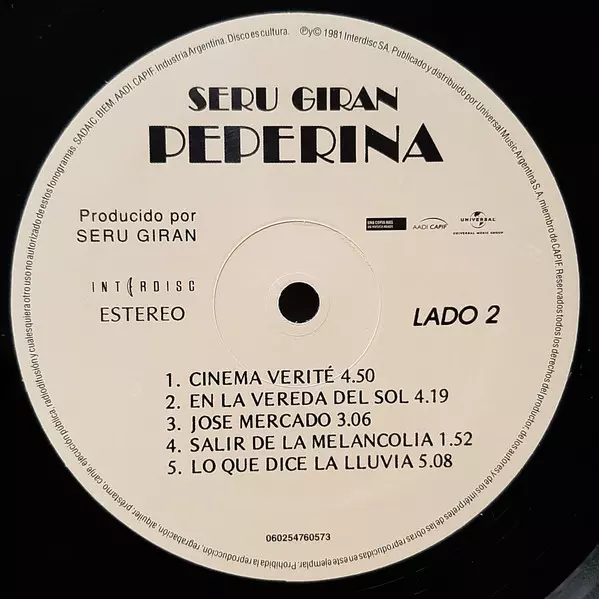 SERU GIRAN
PEPERINA
Producido por
SERU GIRAN
INTERDISC
ESTEREO
AADI CAPIF
UNIVERSAL
UNIVERSAL MUSIC GROUP
LADO 2
1. CINEMA VERITÉ 4.50
2. EN LA VEREDA DEL SOL 4.19
3. JOSE MERCADO 3.06
4. SALIR DE LA MELANCOLIA 1.52
5. LO QUE DICE LA LLUVIA 5.08
060254760573
SADAIC. BIEM. AADI. CAPIF. Industria Argentina. Disco es cultura. ℗y© 1981 Interdisc SA. Publicado y distribuido por Universal Music Argentina S.A., miembro de CAPIF. Reservados todos los derechos del productor, de los autores y de los intérpretes de las obras reproducidas en este ejemplar. Prohibida la regrabación, alquiler, préstamo, canje, ejecución pública, radiodifusión y cualesquiera otro uso no autorizado de estos fonogramas.